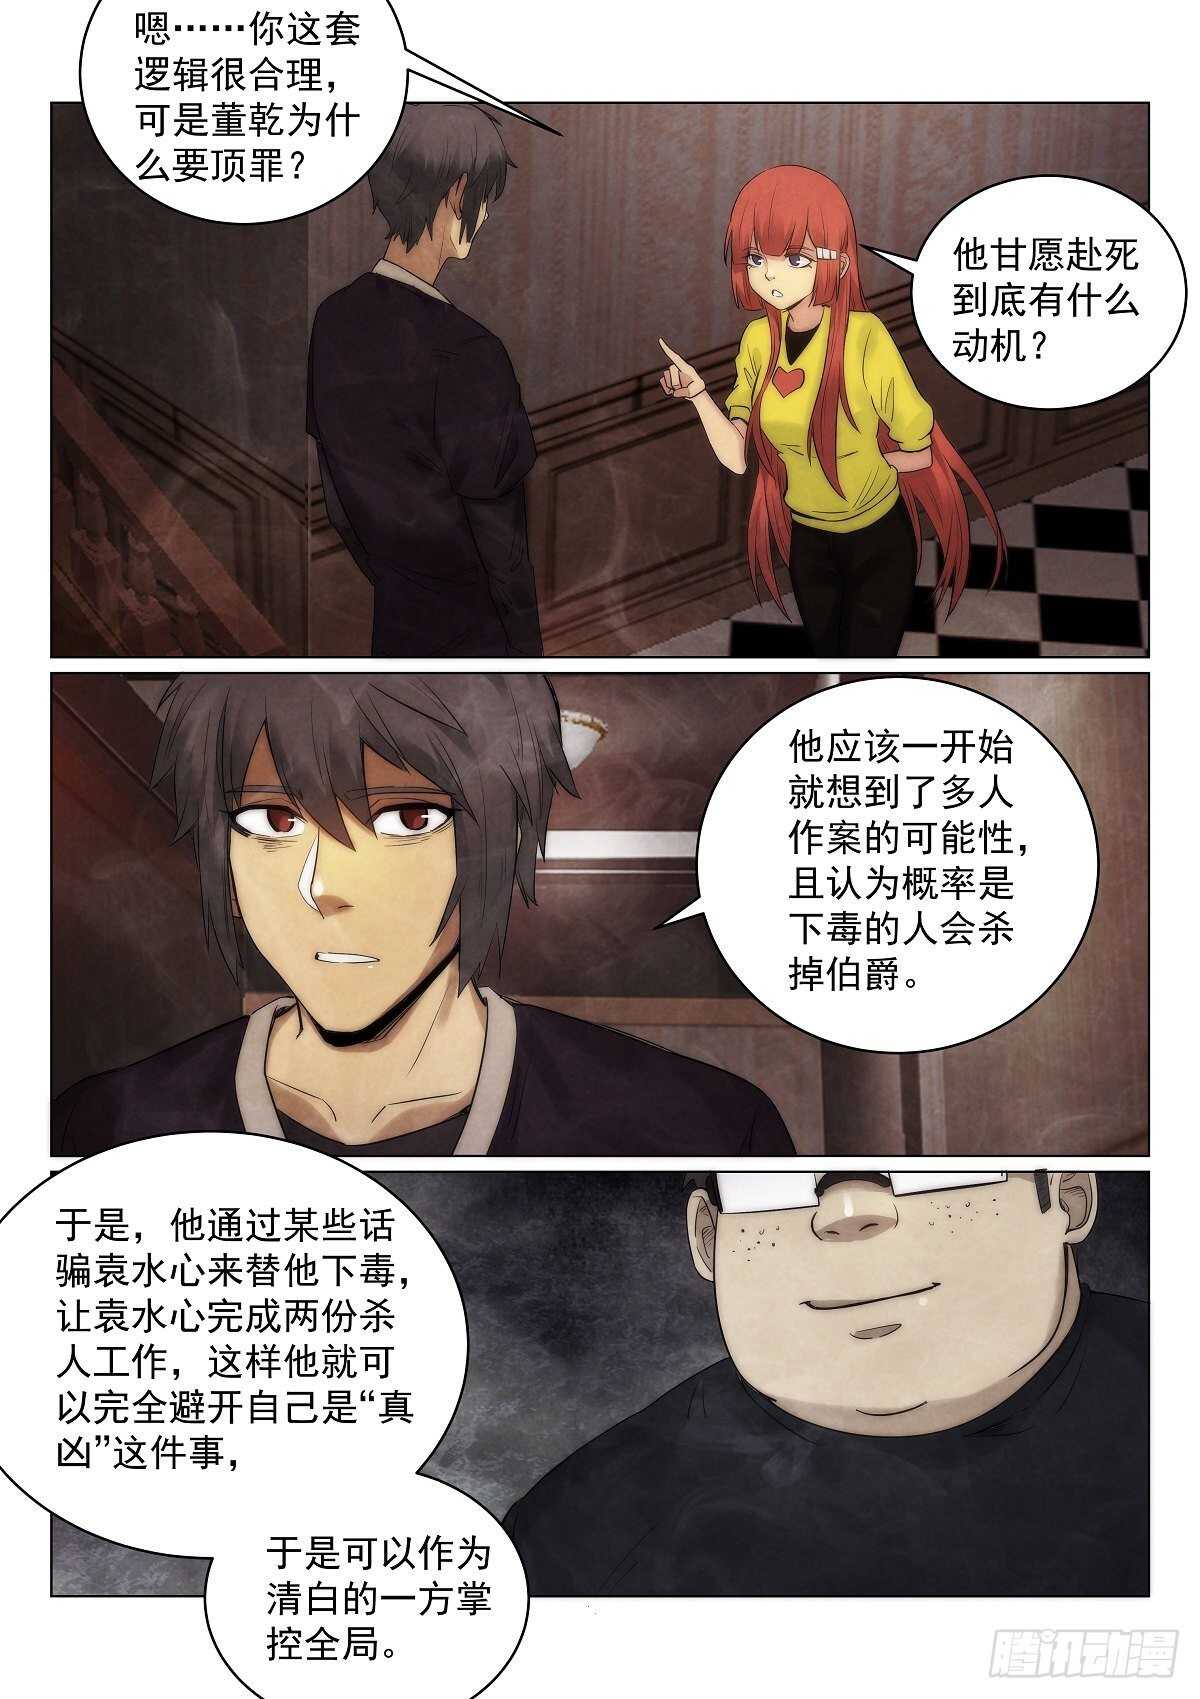 嗯……你这套
逻辑很合理，
可是董乾为什
么要顶罪？
他甘愿赴死
到底有什么
动机？
他应该一开始
就想到了多人
作案的可能性，
且认为概率是
下毒的人会杀
掉伯爵。
于是，他通过某些话
骗袁水心来替他下毒，
让袁水心完成两份杀
人工作，这样他就可
以完全避开自己是“真
凶”这件事，
于是可以作为
清白的一方掌
控全局。
腾讯动漫